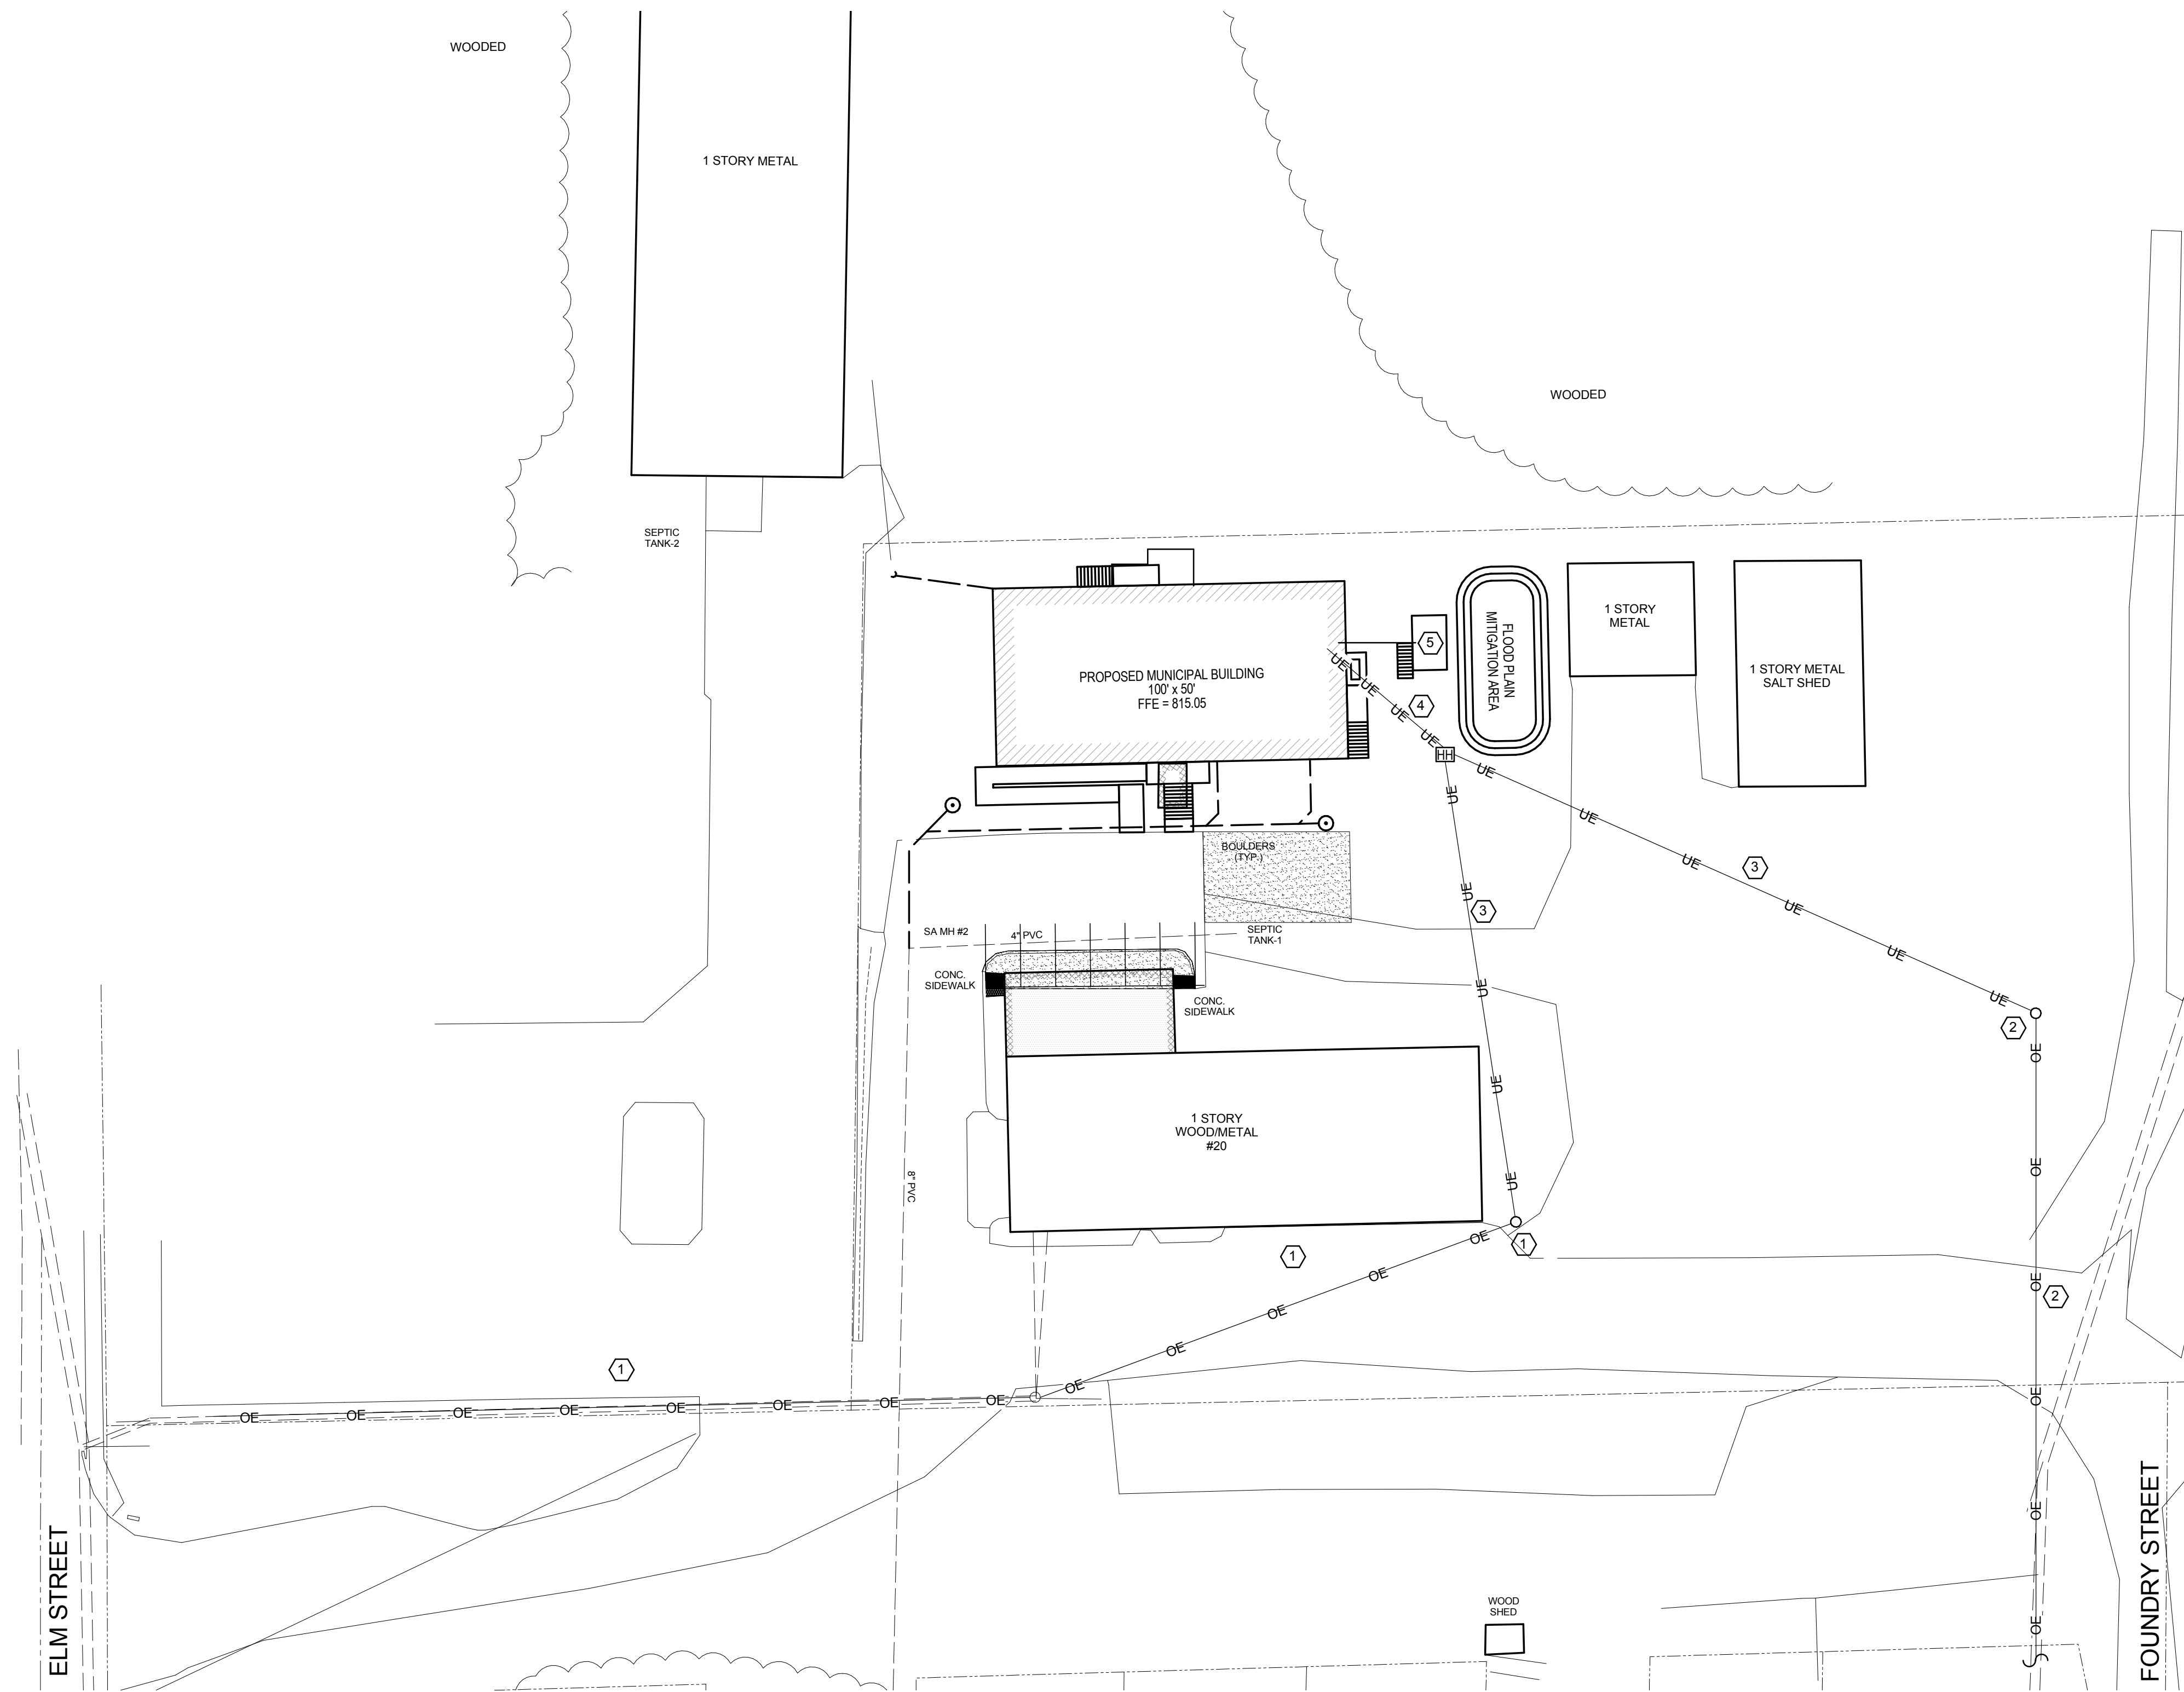 WOODED
1 STORY METAL
WOODED
SEPTIC
TANK-2
1 STORY
METAL
1 STORY METAL
SALT SHED
FLOOD PLAIN
MITIGATION AREA
5
PROPOSED MUNICIPAL BUILDING
100' x 50'
FFE = 815.05
UE
UE
UE
UE
4
HH
UE
UE
UE
UE
UE
UE
3
UE
UE
UE
UE
UE
3
BOULDERS
(TYP.)
SA MH #2
4" PVC
SEPTIC
TANK-1
CONC.
SIDEWALK
CONC.
SIDEWALK
2
OE
OE
OE
2
OE
OE
OE
1 STORY
WOOD/METAL
#20
8" PVC
1
1
OE
OE
OE
OE
OE
1
OE
OE
OE
OE
OE
OE
OE
OE
WOOD
SHED
ELM STREET
FOUNDRY STREET